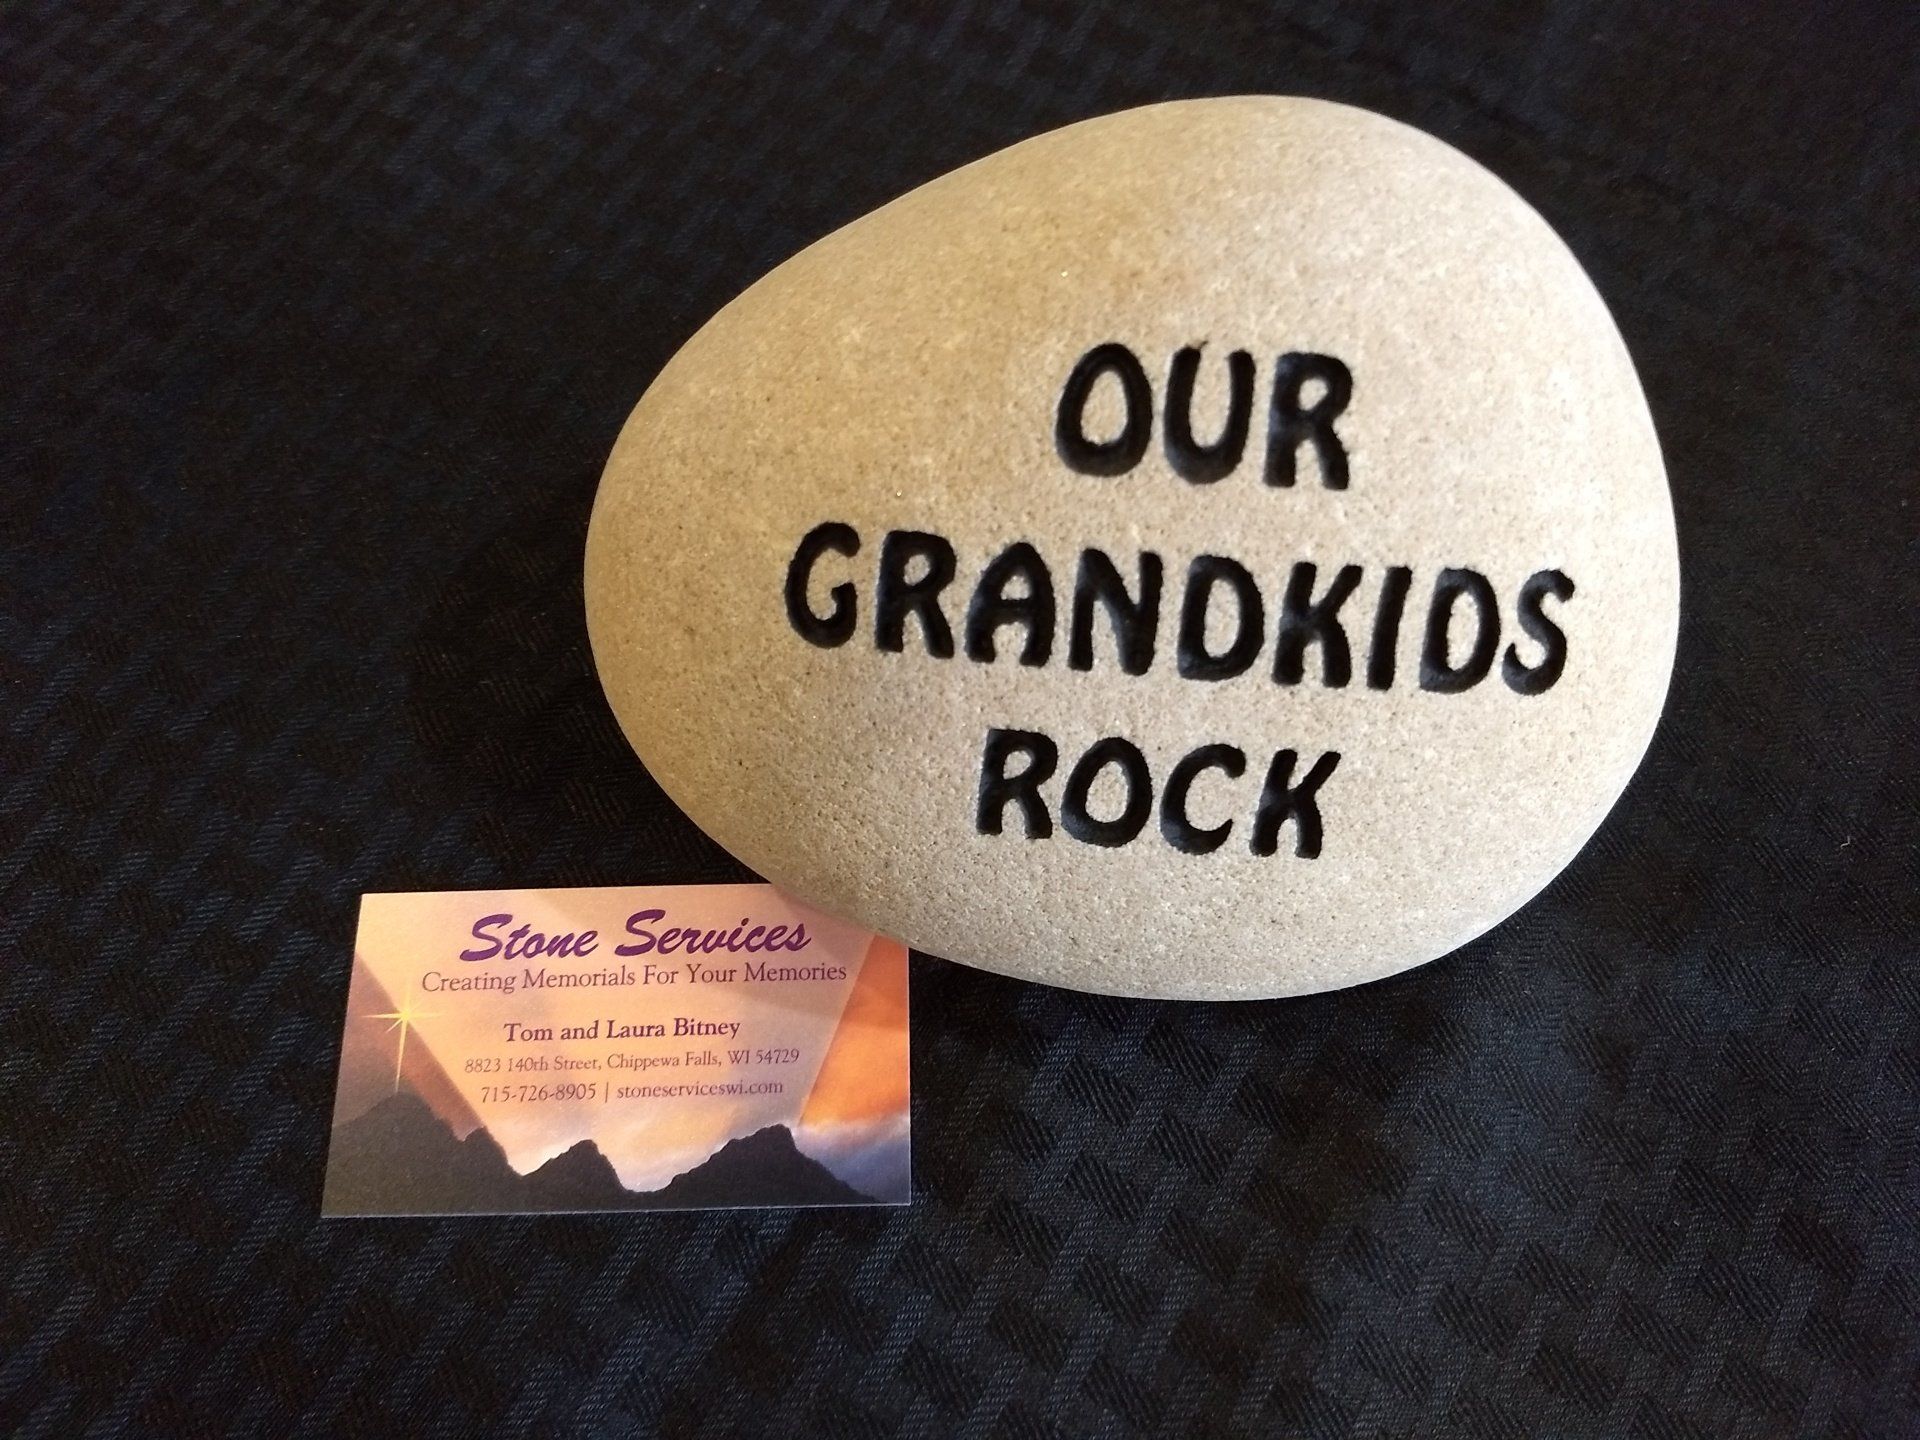 OUR
GRANDKIDS
ROCK
Stone Services
Creating Memorials For Your Memories
Tom and Laura Bitney
8823 140th Street, Chippewa Falls, WI 54729
715-726-8905 | stoneserviceswi.com